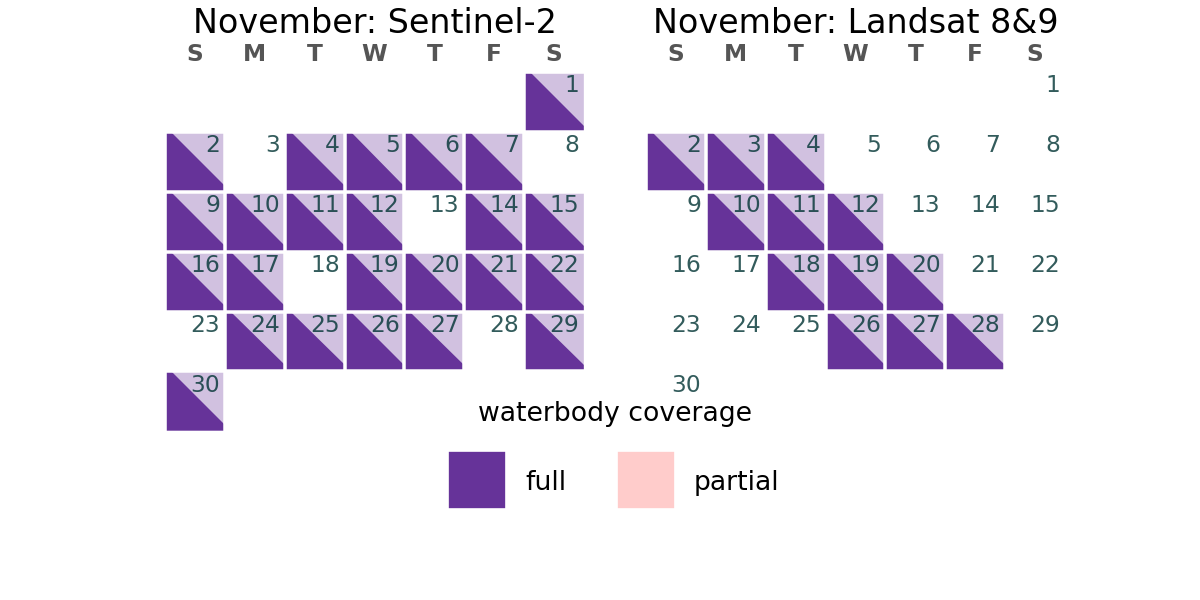 November: Sentinel-2
S M T W T F S
1
2 3 4 5 6 7 8
9 10 11 12 13 14 15
16 17 18 19 20 21 22
23 24 25 26 27 28 29
30
November: Landsat 8&9
S M T W T F S
1
2 3 4 5 6 7 8
9 10 11 12 13 14 15
16 17 18 19 20 21 22
23 24 25 26 27 28 29
30
waterbody coverage
full partial